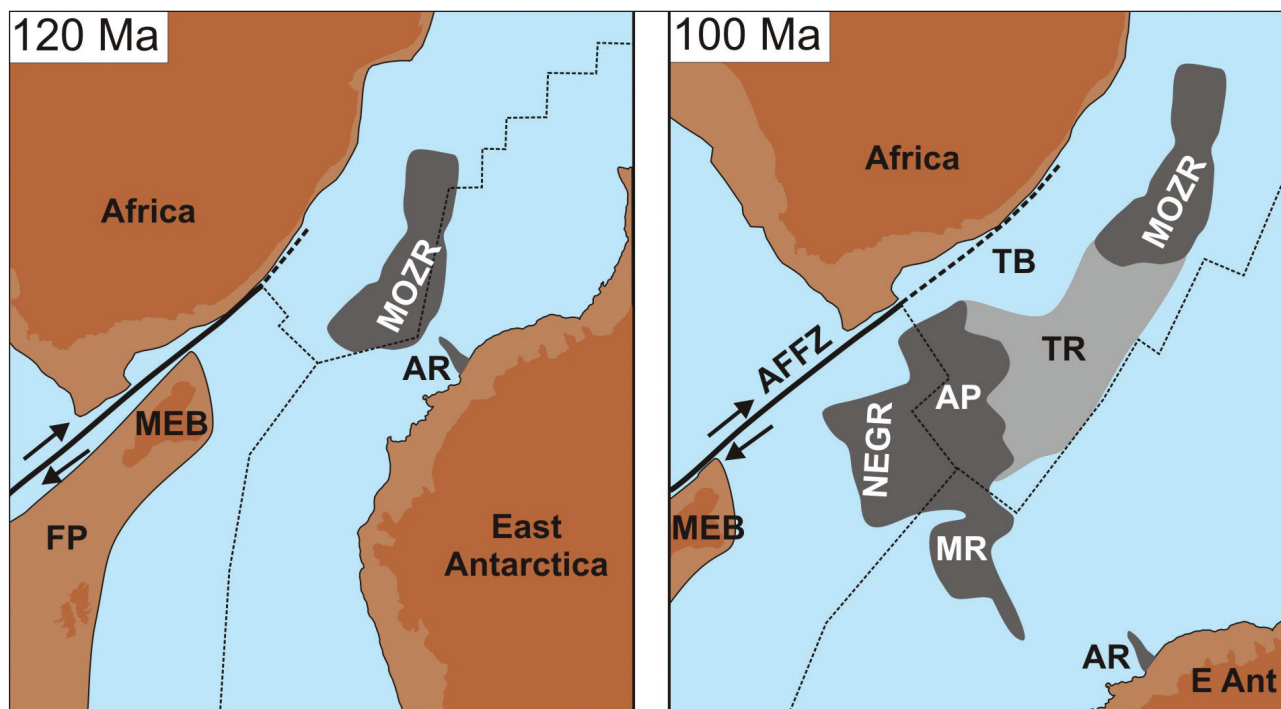 120 Ma
Africa
MOZR
AR
MEB
FP
East
Antarctica
100 Ma
Africa
MOZR
TB
TR
AFFZ
AP
NEGR
MEB
MR
AR
E Ant